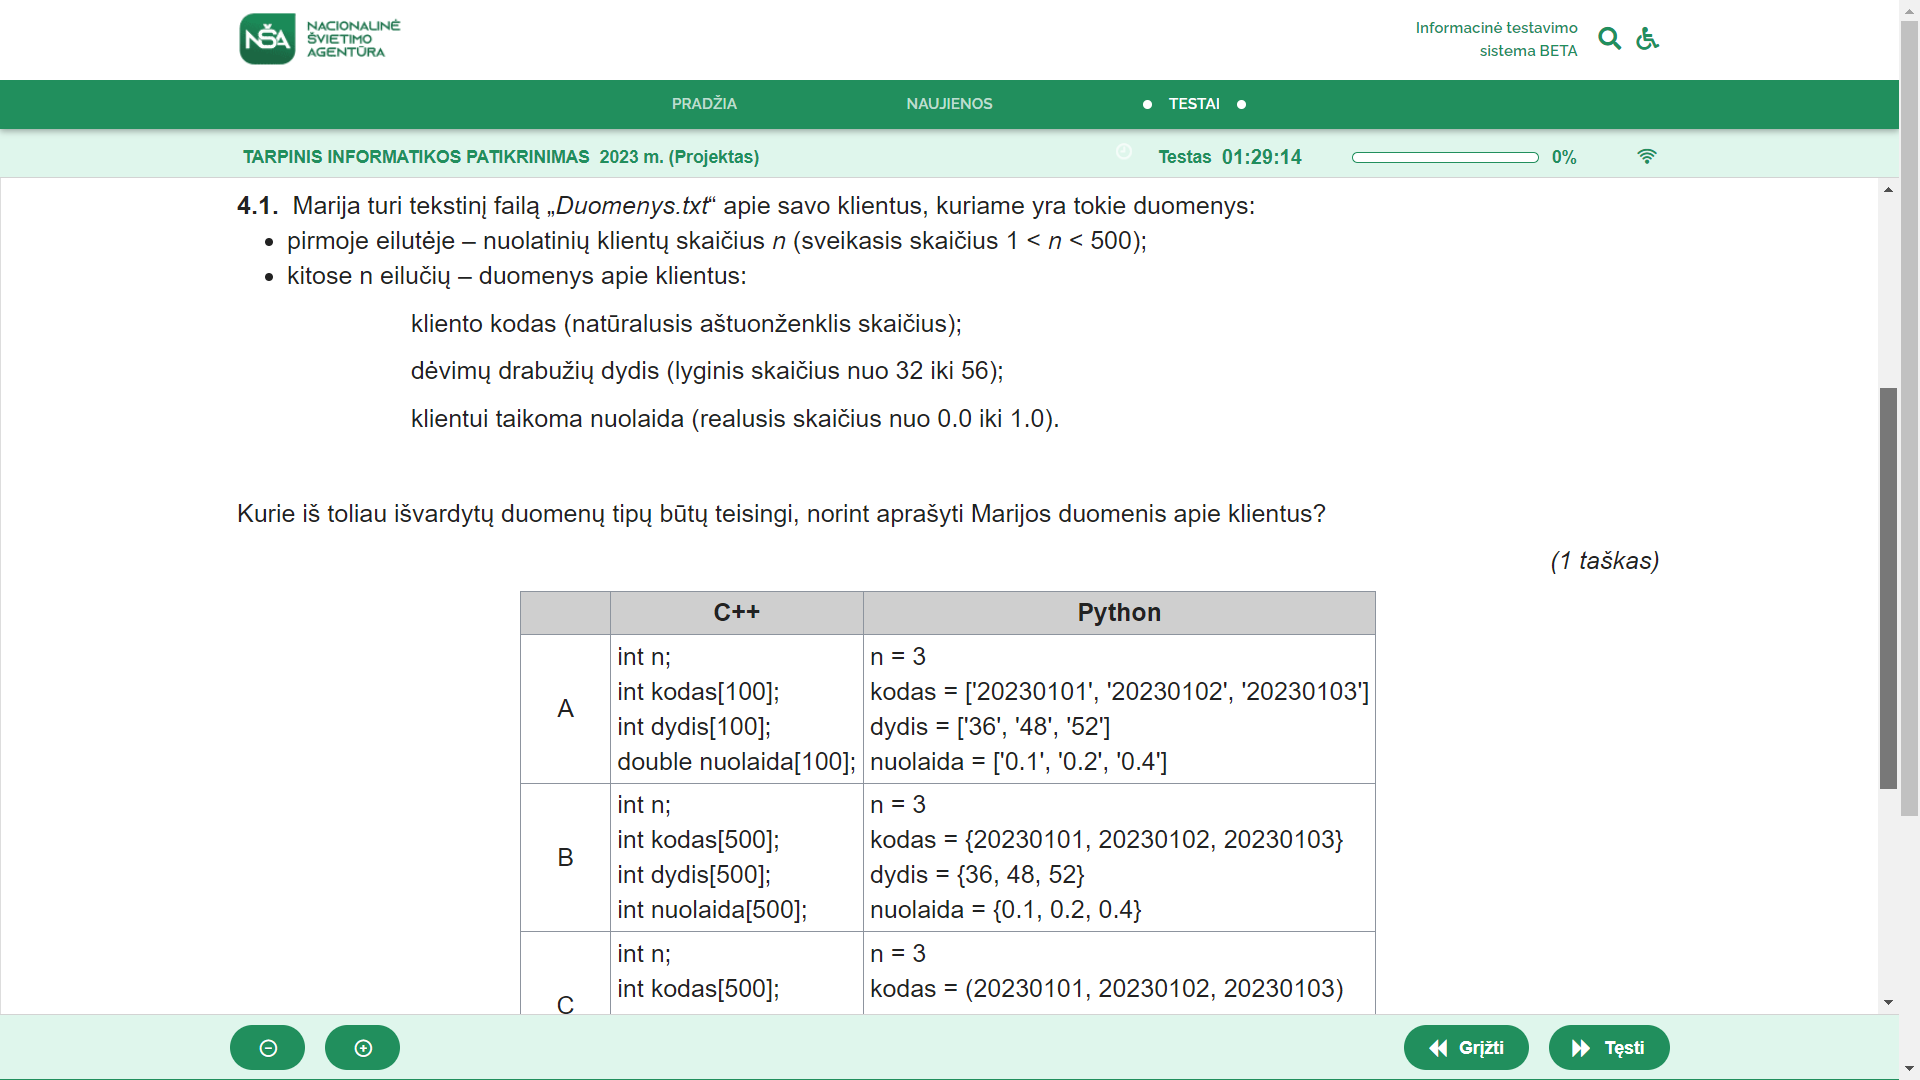 NŠA
NACIONALINĖ
ŠVIETIMO
AGENTŪRA
Informacinė testavimo
sistema BETA
PRADŽIA
NAUJIENOS
TESTAI
TARPINIS INFORMATIKOS PATIKRINIMAS 2023 m. (Projektas)
Testas 01:29:14
0%
4.1. Marija turi tekstinį failą „Duomenys.txt“ apie savo klientus, kuriame yra tokie duomenys:
• pirmoje eilutėje – nuolatinių klientų skaičius n (sveikasis skaičius 1 < n < 500);
• kitose n eilučių – duomenys apie klientus:
kliento kodas (natūralusis aštuonženklis skaičius);
dėvimų drabužių dydis (lyginis skaičius nuo 32 iki 56);
klientui taikoma nuolaida (realusis skaičius nuo 0.0 iki 1.0).
Kurie iš toliau išvardytų duomenų tipų būtų teisingi, norint aprašyti Marijos duomenis apie klientus?
(1 taškas)
C++
Python
A
int n;
int kodas[100];
int dydis[100];
double nuolaida[100];
n = 3
kodas = ['20230101', '20230102', '20230103']
dydis = ['36', '48', '52']
nuolaida = ['0.1', '0.2', '0.4']
B
int n;
int kodas[500];
int dydis[500];
int nuolaida[500];
n = 3
kodas = {20230101, 20230102, 20230103}
dydis = {36, 48, 52}
nuolaida = {0.1, 0.2, 0.4}
C
int n;
int kodas[500];
n = 3
kodas = (20230101, 20230102, 20230103)
Grįžti
Tęsti